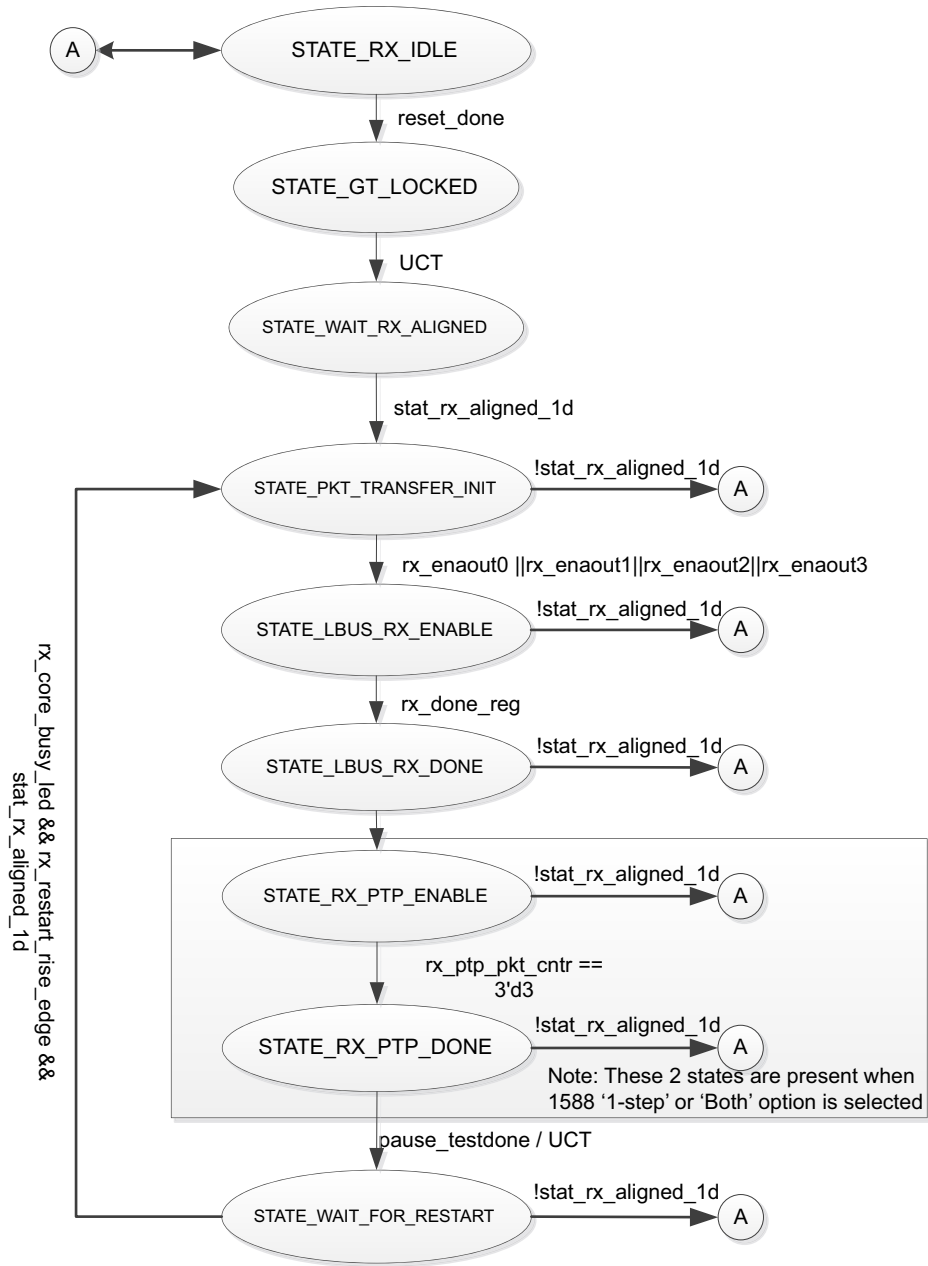 A
STATE_RX_IDLE
reset_done
STATE_GT_LOCKED
UCT
STATE_WAIT_RX_ALIGNED
stat_rx_aligned_1d
STATE_PKT_TRANSFER_INIT
!stat_rx_aligned_1d
A
rx_enaout0 ||rx_enaout1||rx_enaout2||rx_enaout3
STATE_LBUS_RX_ENABLE
!stat_rx_aligned_1d
A
rx_done_reg
STATE_LBUS_RX_DONE
!stat_rx_aligned_1d
A
rx_core_busy_led && rx_restart_rise_edge &&
stat_rx_aligned_1d
STATE_RX_PTP_ENABLE
!stat_rx_aligned_1d
A
rx_ptp_pkt_cntr ==
3'd3
STATE_RX_PTP_DONE
!stat_rx_aligned_1d
A
Note: These 2 states are present when
1588 ‘1-step’ or ‘Both’ option is selected
pause_testdone / UCT
STATE_WAIT_FOR_RESTART
!stat_rx_aligned_1d
A